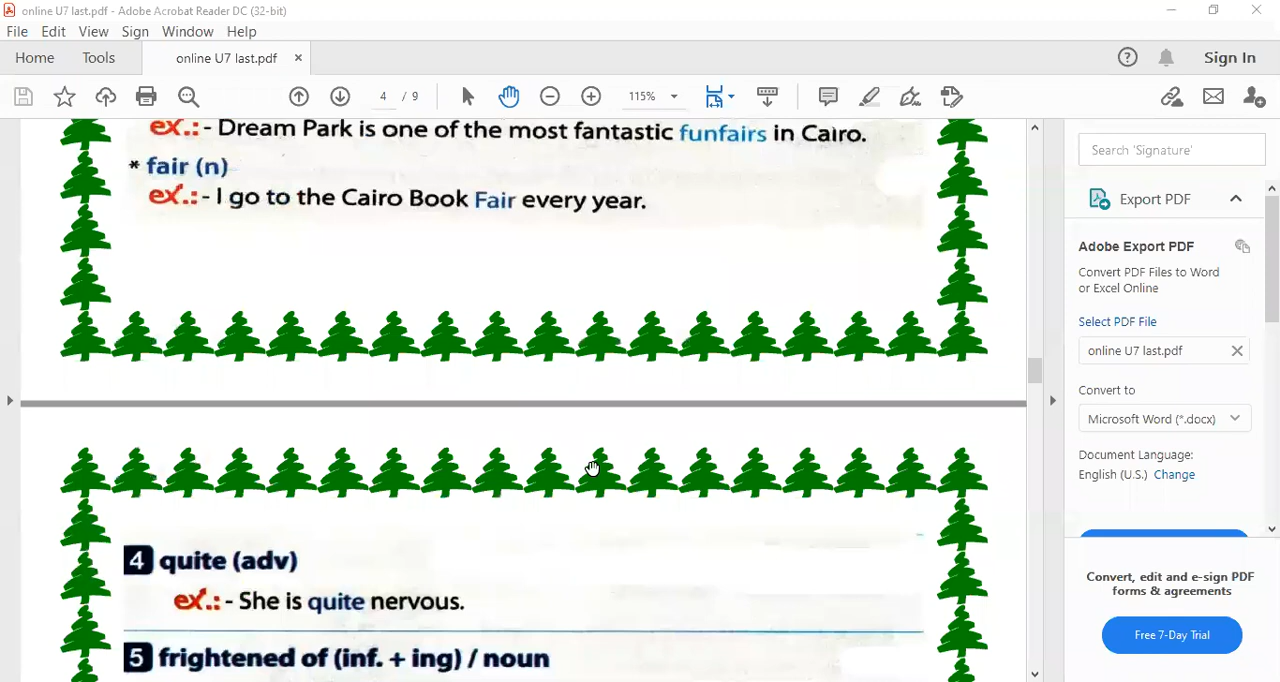 online U7 last.pdf - Adobe Acrobat Reader DC (32-bit)
File Edit View Sign Window Help
Home Tools online U7 last.pdf × Sign In
4 / 9 115%
ex.: - Dream Park is one of the most fantastic funfairs in Cairo.
* fair (n)
ex.: - I go to the Cairo Book Fair every year.
4 quite (adv)
ex.: - She is quite nervous.
5 frightened of (inf. + ing) / noun
Search 'Signature'
Export PDF
Adobe Export PDF
Convert PDF Files to Word
or Excel Online
Select PDF File
online U7 last.pdf
Convert to
Microsoft Word (*.docx)
Document Language:
English (U.S.) Change
Convert, edit and e-sign PDF
forms & agreements
Free 7-Day Trial